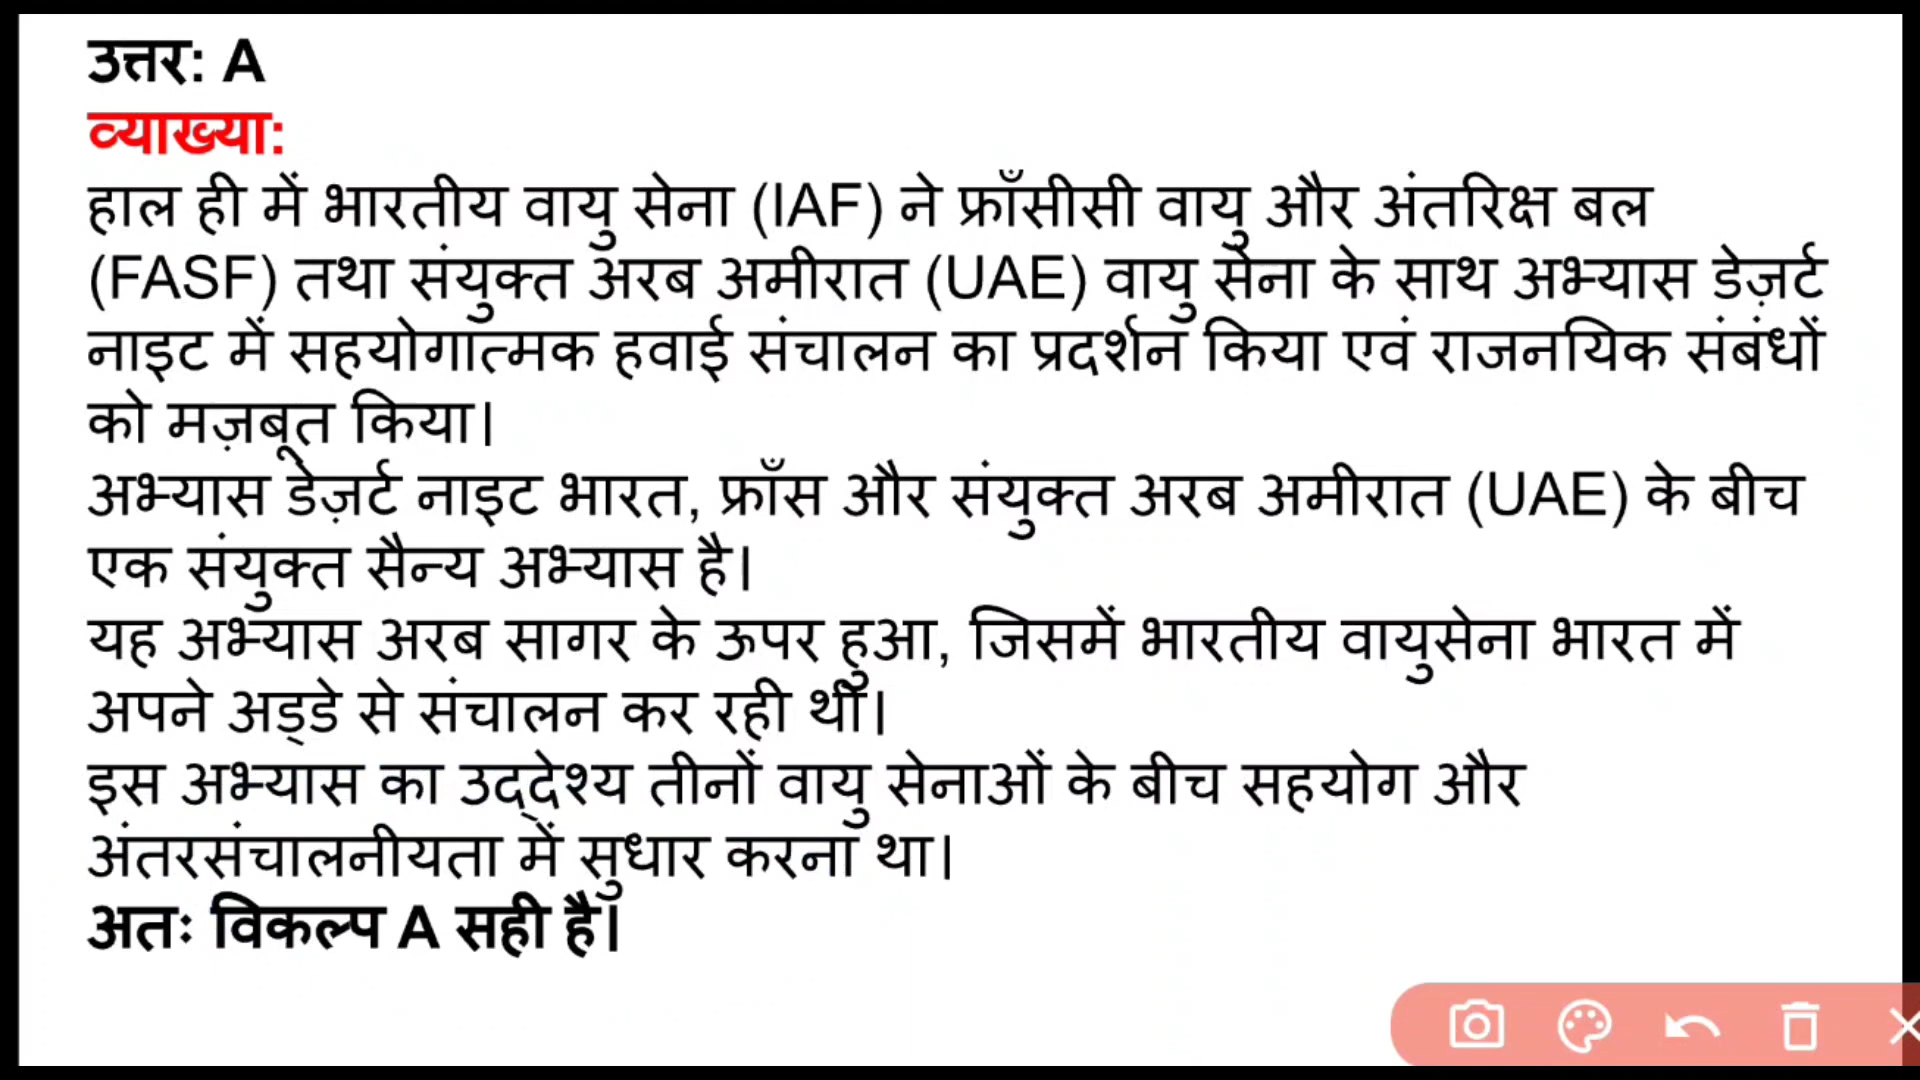 उत्तर: A
व्याख्या:
हाल ही में भारतीय वायु सेना (IAF) ने फ्राँसीसी वायु और अंतरिक्ष बल
(FASF) तथा संयुक्त अरब अमीरात (UAE) वायु सेना के साथ अभ्यास डेज़र्ट
नाइट में सहयोगात्मक हवाई संचालन का प्रदर्शन किया एवं राजनयिक संबंधों
को मज़बूत किया।
अभ्यास डेज़र्ट नाइट भारत, फ्राँस और संयुक्त अरब अमीरात (UAE) के बीच
एक संयुक्त सैन्य अभ्यास है।
यह अभ्यास अरब सागर के ऊपर हुआ, जिसमें भारतीय वायुसेना भारत में
अपने अड्डे से संचालन कर रही थी।
इस अभ्यास का उद्देश्य तीनों वायु सेनाओं के बीच सहयोग और
अंतरसंचालनीयता में सुधार करना था।
अतः विकल्प A सही है।